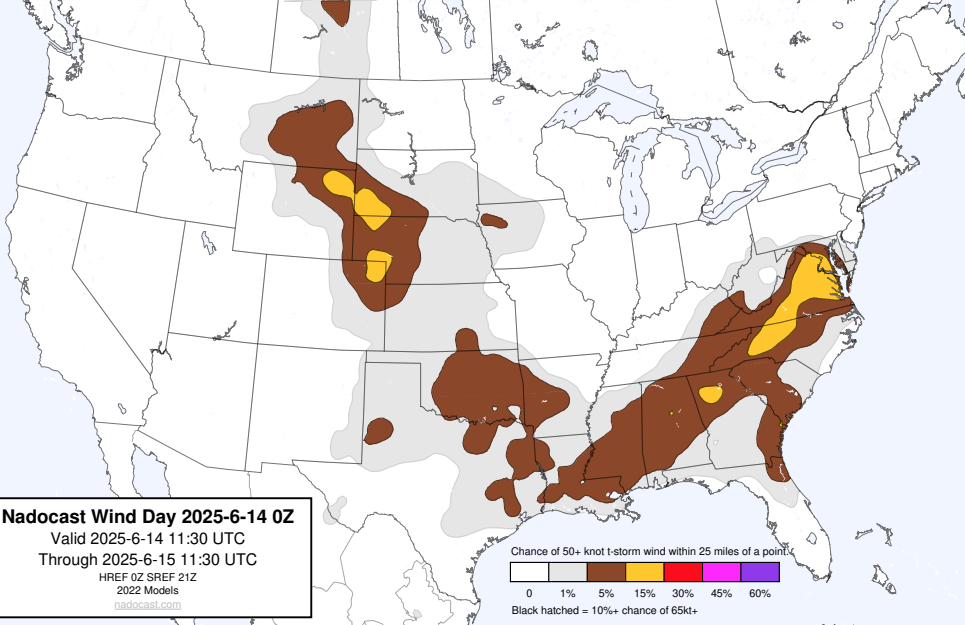 Nadocast Wind Day 2025-6-14 0Z
Valid 2025-6-14 11:30 UTC
Through 2025-6-15 11:30 UTC
HREF 0Z SREF 21Z
2022 Models
nadocast.com
Chance of 50+ knot t-storm wind within 25 miles of a point.
0 1% 5% 15% 30% 45% 60%
Black hatched = 10%+ chance of 65kt+